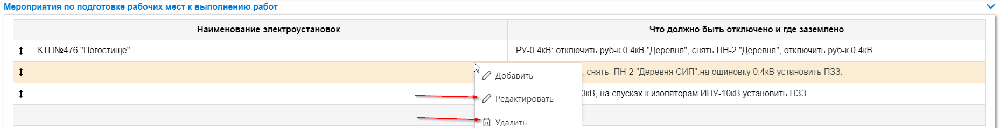 Мероприятия по подготовке рабочих мест к выполнению работ
Наименование электроустановок
Что должно быть отключено и где заземлено
КТП№476 "Погостище".
РУ-0.4кВ: отключить руб-к 0.4кВ "Деревня", снять ПН-2 "Деревня", отключить руб-к 0.4кВ
, снять  ПН-2 "Деревня СИП".на ошиновку 0.4кВ установить ПЗЗ.
0кВ, на спусках к изоляторам ИПУ-10кВ установить ПЗЗ.
Добавить
Редактировать
Удалить